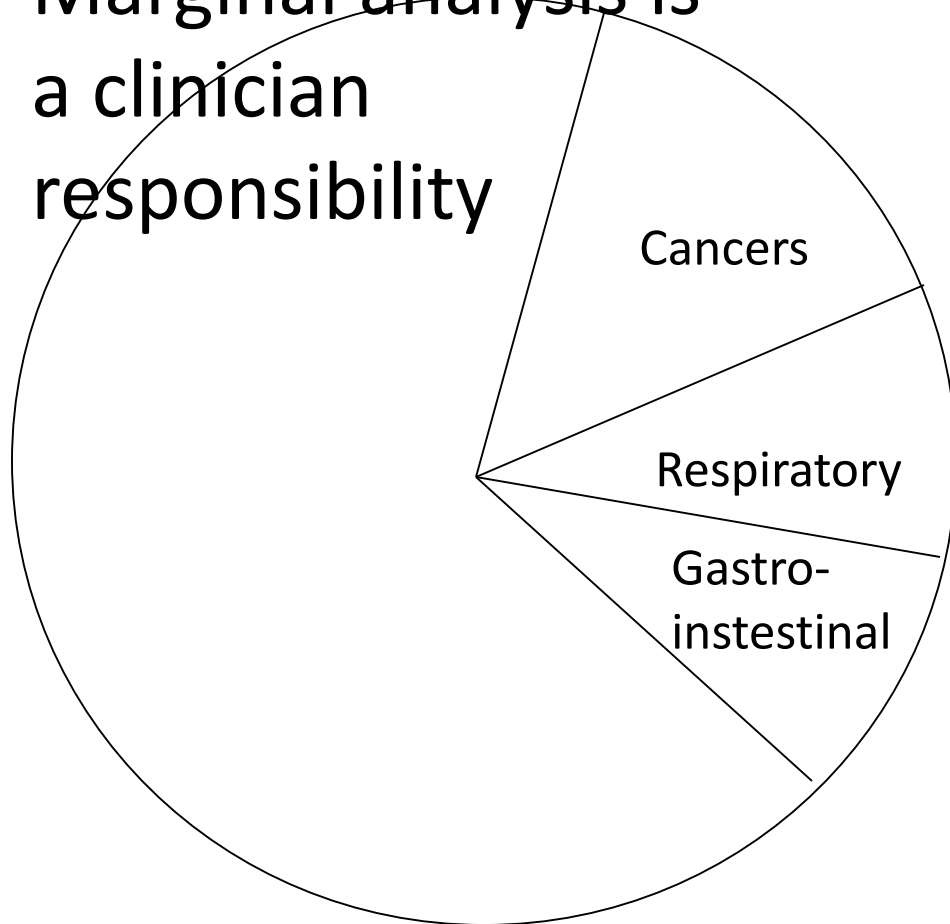 Marginal analysis is
a clinician
responsibility
Cancers
Respiratory
Gastro-
instestinal